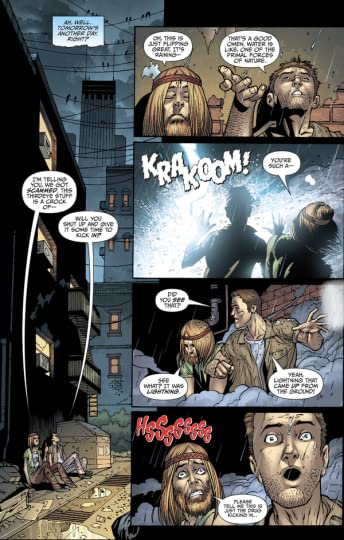 AH, WELL.
TOMORROW'S
ANOTHER DAY,
RIGHT?
I'M TELLING
YOU, WE GOT
SCAMMED. THIS
THIRDEYE STUFF
IS A CROCK
OF--
WILL YOU
SHUT UP AND GIVE
IT SOME TIME TO
KICK IN?
OH, THIS IS
JUST FLIPPING
GREAT. IT'S
RAINING--
THAT'S A GOOD
OMEN. WATER IS,
LIKE, ONE OF THE
PRIMAL FORCES
OF NATURE.
KRAKOOM!
YOU'RE
SUCH A--
DID
YOU SEE
THAT?
SEE
WHAT? IT WAS
LIGHTNING.
YEAH,
LIGHTNING THAT
CAME UP FROM
THE GROUND!
HSSSSSSSSS
PLEASE
TELL ME THIS IS
JUST THE DRUG
KICKING IN...